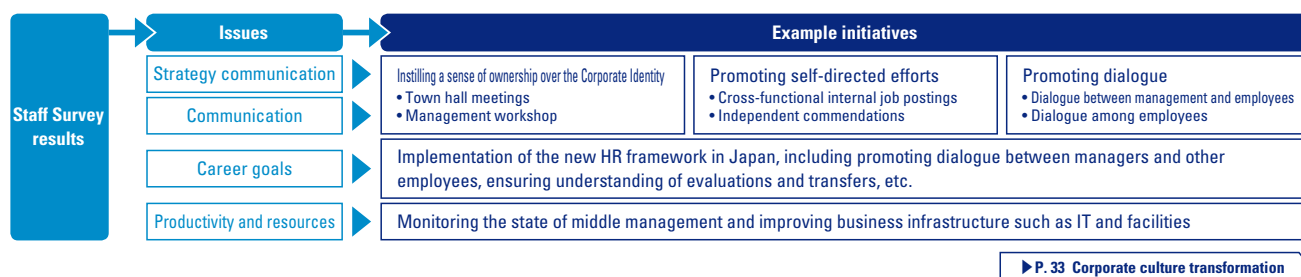 Staff Survey
results
Issues
Example initiatives
Strategy communication
Communication
Instilling a sense of ownership over the Corporate Identity
• Town hall meetings
• Management workshop
Promoting self-directed efforts
• Cross-functional internal job postings
• Independent commendations
Promoting dialogue
• Dialogue between management and employees
• Dialogue among employees
Career goals
Implementation of the new HR framework in Japan, including promoting dialogue between managers and other
employees, ensuring understanding of evaluations and transfers, etc.
Productivity and resources
Monitoring the state of middle management and improving business infrastructure such as IT and facilities
▶P. 33 Corporate culture transformation